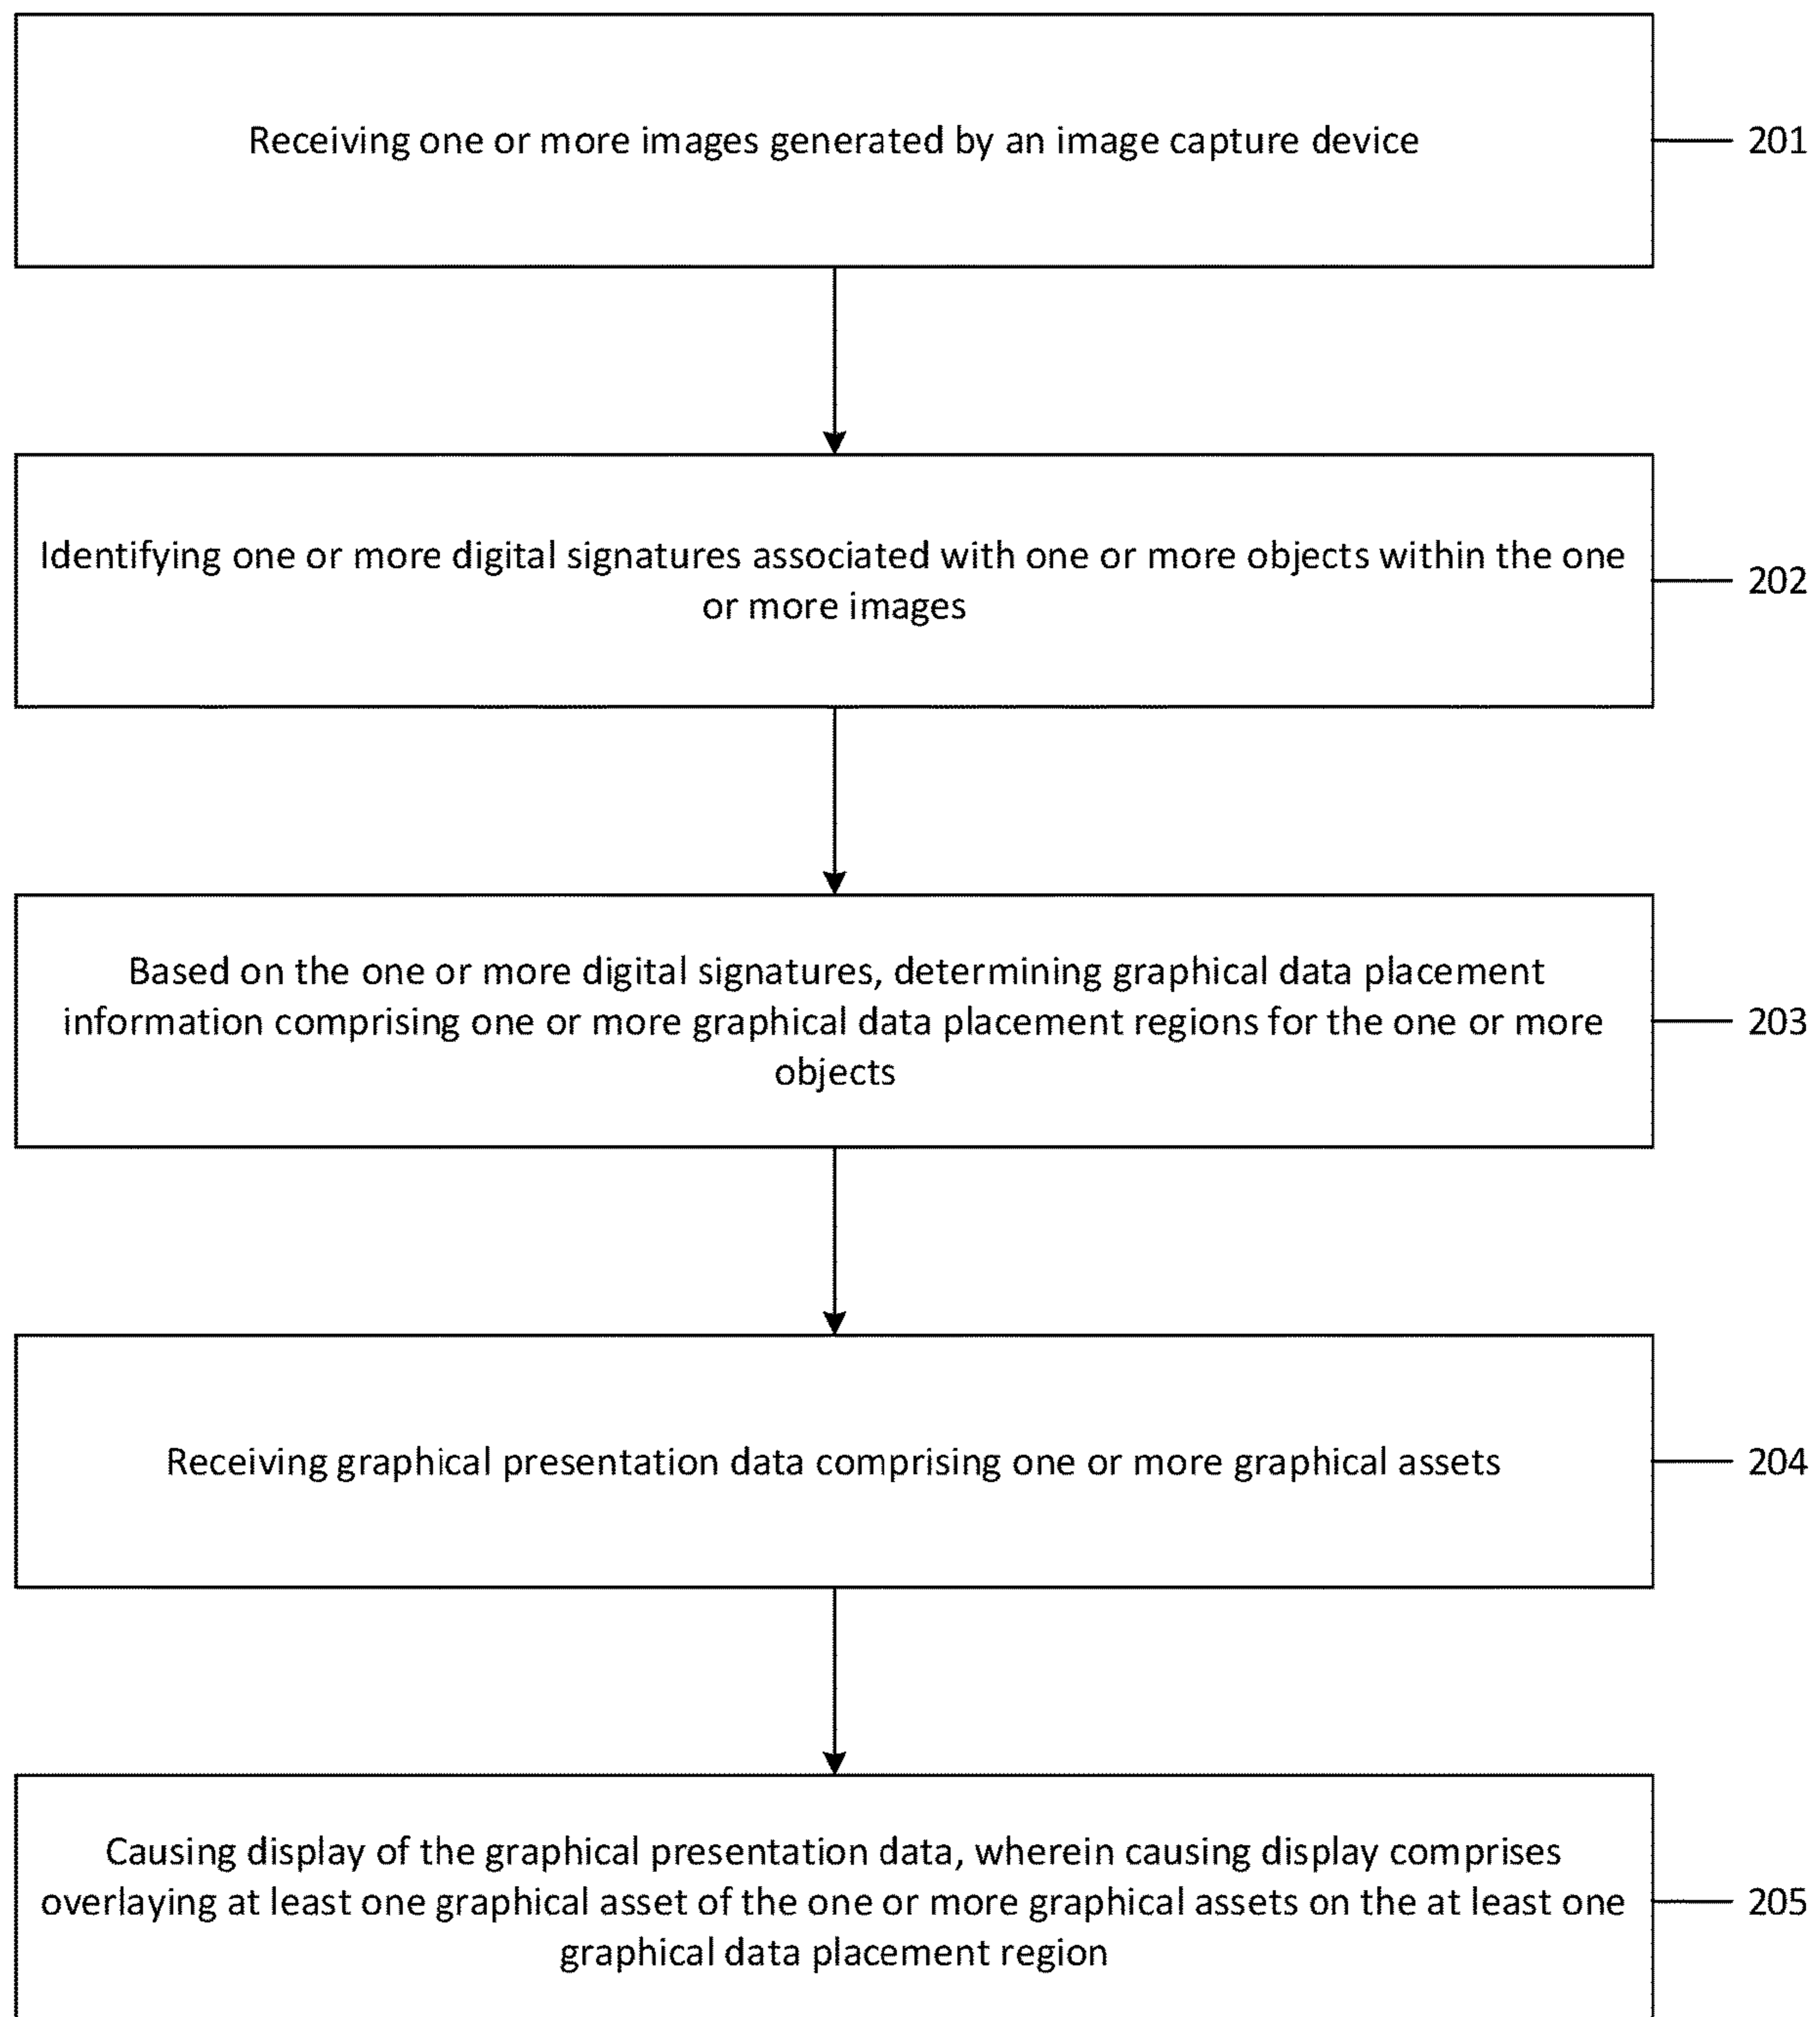 Receiving one or more images generated by an image capture device
201
Identifying one or more digital signatures associated with one or more objects within the one
or more images
202
Based on the one or more digital signatures, determining graphical data placement
information comprising one or more graphical data placement regions for the one or more
objects
203
Receiving graphical presentation data comprising one or more graphical assets
204
Causing display of the graphical presentation data, wherein causing display comprises
overlaying at least one graphical asset of the one or more graphical assets on the at least one
graphical data placement region
205